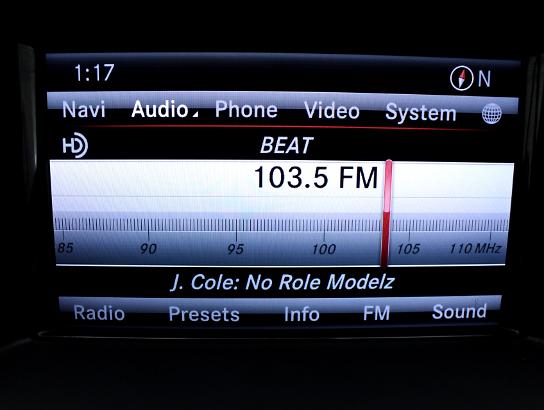 1:17 N
Navi Audio Phone Video System
HD BEAT
103.5 FM
85 90 95 100 105 110 MHz
J. Cole: No Role Modelz
Radio Presets Info FM Sound